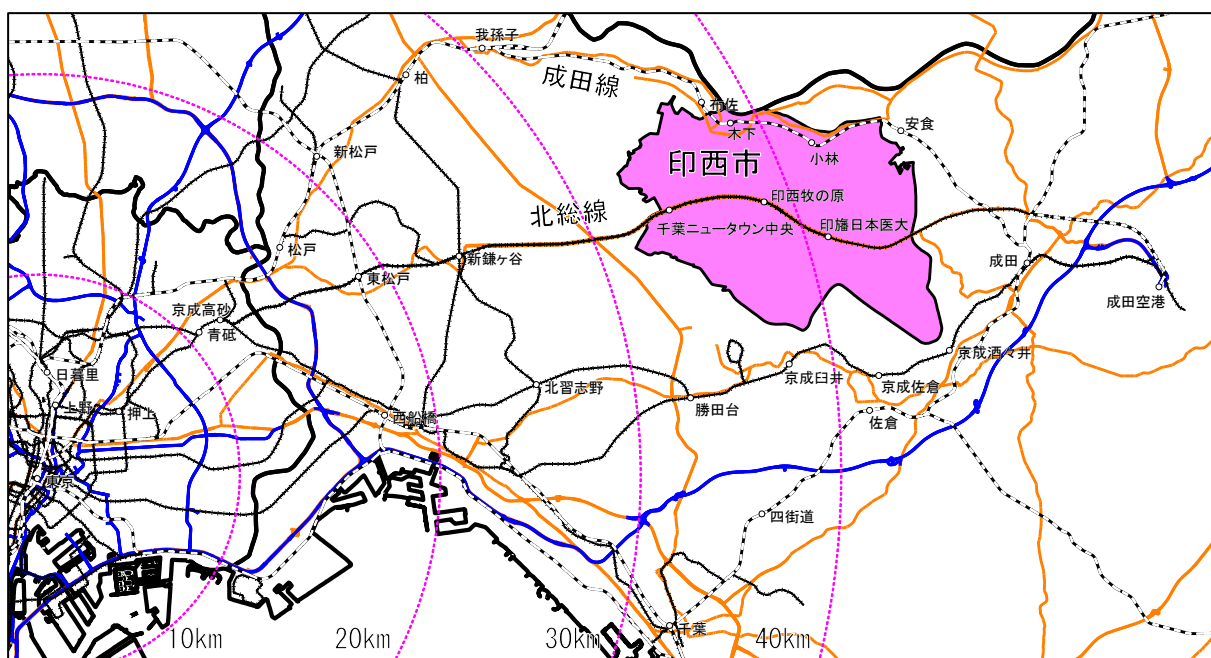 我孫子
柏
成田線
布佐
木下
安食
小林
新松戸
印西市
印西牧の原
北総線
千葉ニュータウン中央
印旛日本医大
松戸
新鎌ヶ谷
東松戸
成田
成田空港
京成高砂
青砥
京成酒々井
日暮里
京成臼井
京成佐倉
北習志野
上野
押上
西船橋
勝田台
佐倉
東京
四街道
千葉
10km
20km
30km
40km